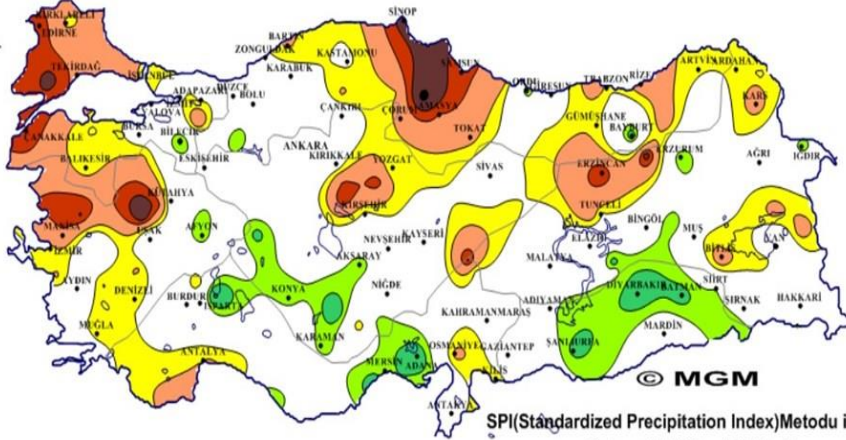 SİNOP
KIRKLARELİ
EDİRNE
BARTIN
ZONGULDAK
KASTAMONU
KARABÜK
SAMSUN
TEKİRDAĞ
İSTANBUL
DÜZCE
ADAPAZARI
BOLU
YALOVA
ORDU
GİRESUN
TRABZON
RİZE
ARTVİN
ARDAHAN
KARS
ÇANKIRI
ÇORUM
AMASYA
TOKAT
GÜMÜŞHANE
BAYBURT
ÇANAKKALE
BURSA
BİLECİK
BALIKESİR
ESKİŞEHİR
ANKARA
KIRIKKALE
YOZGAT
SİVAS
ERZİNCAN
ERZURUM
AĞRI
IĞDIR
KÜTAHYA
KIRŞEHİR
TUNCELİ
MANİSA
UŞAK
AFYON
İZMİR
NEVŞEHİR
KAYSERİ
AKSARAY
MALATYA
ELAZIĞ
BİNGÖL
MUŞ
BİTLİS
VAN
AYDIN
DENİZLİ
BURDUR
ISPARTA
KONYA
NİĞDE
ADIYAMAN
DİYARBAKIR
BATMAN
SİİRT
ŞIRNAK
HAKKARİ
MUĞLA
KARAMAN
KAHRAMANMARAŞ
MARDİN
ŞANLIURFA
ANTALYA
MERSİN
ADANA
OSMANİYE
GAZİANTEP
KİLİS
ANTAKYA
© MGM
SPI(Standardized Precipitation Index)Metodu i